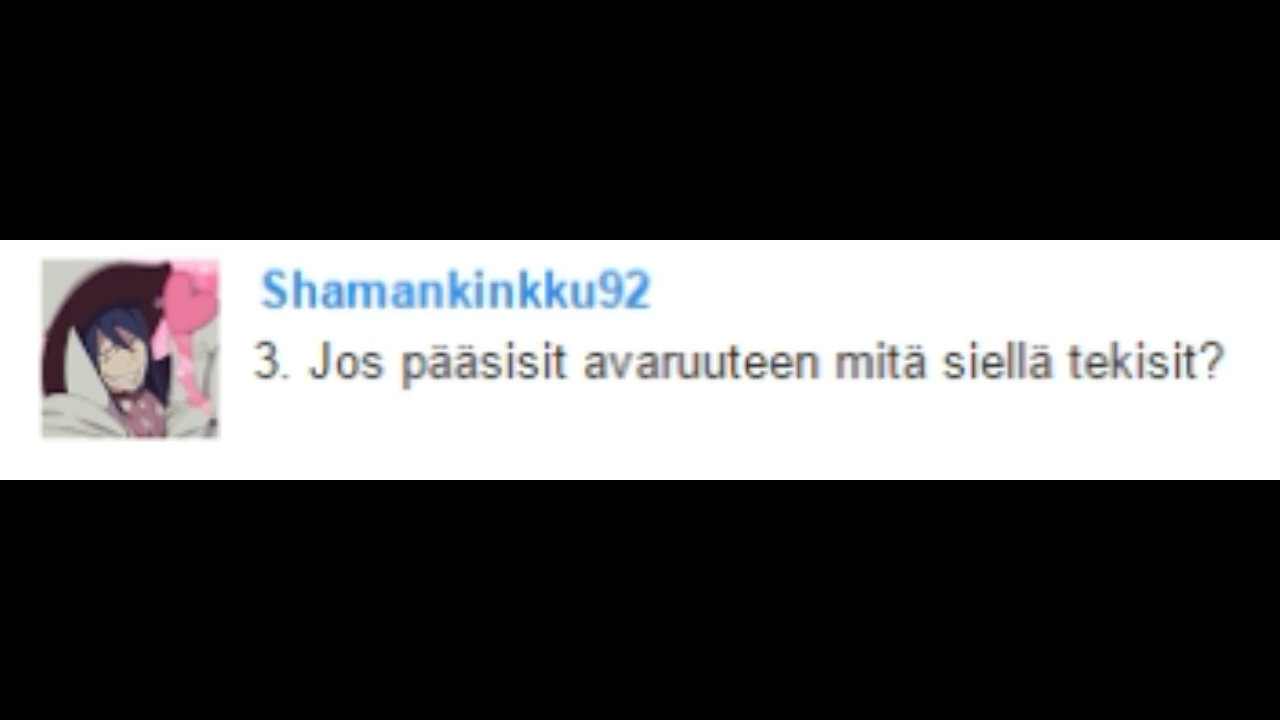 Shamankinkku92
3. Jos pääsisit avaruuteen mitä siellä tekisit?